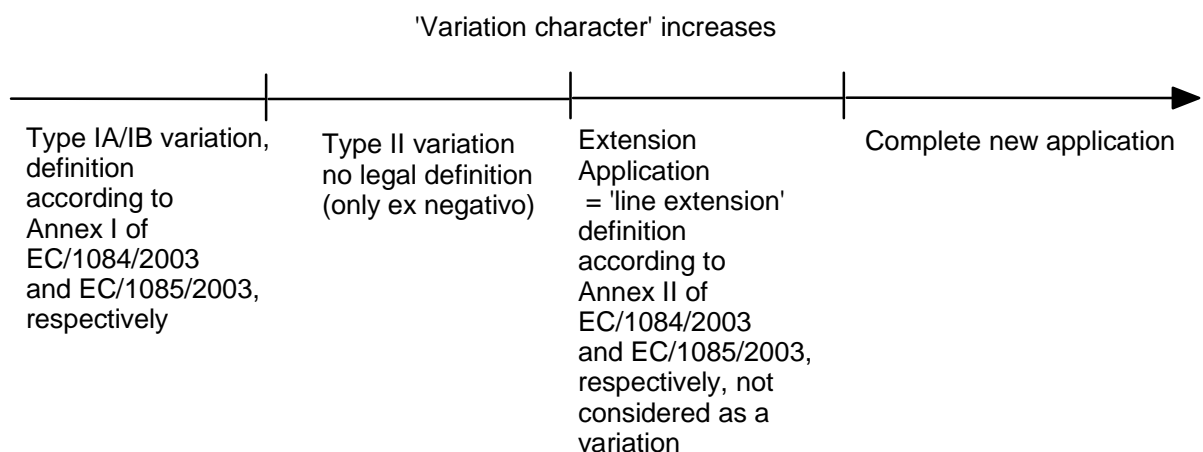 'Variation character' increases
Type IA/IB variation,
definition
according to
Annex I of
EC/1084/2003
and EC/1085/2003,
respectively
Type II variation
no legal definition
(only ex negativo)
Extension
Application
= 'line extension'
definition
according to
Annex II of
EC/1084/2003
and EC/1085/2003,
respectively, not
considered as a
variation
Complete new application